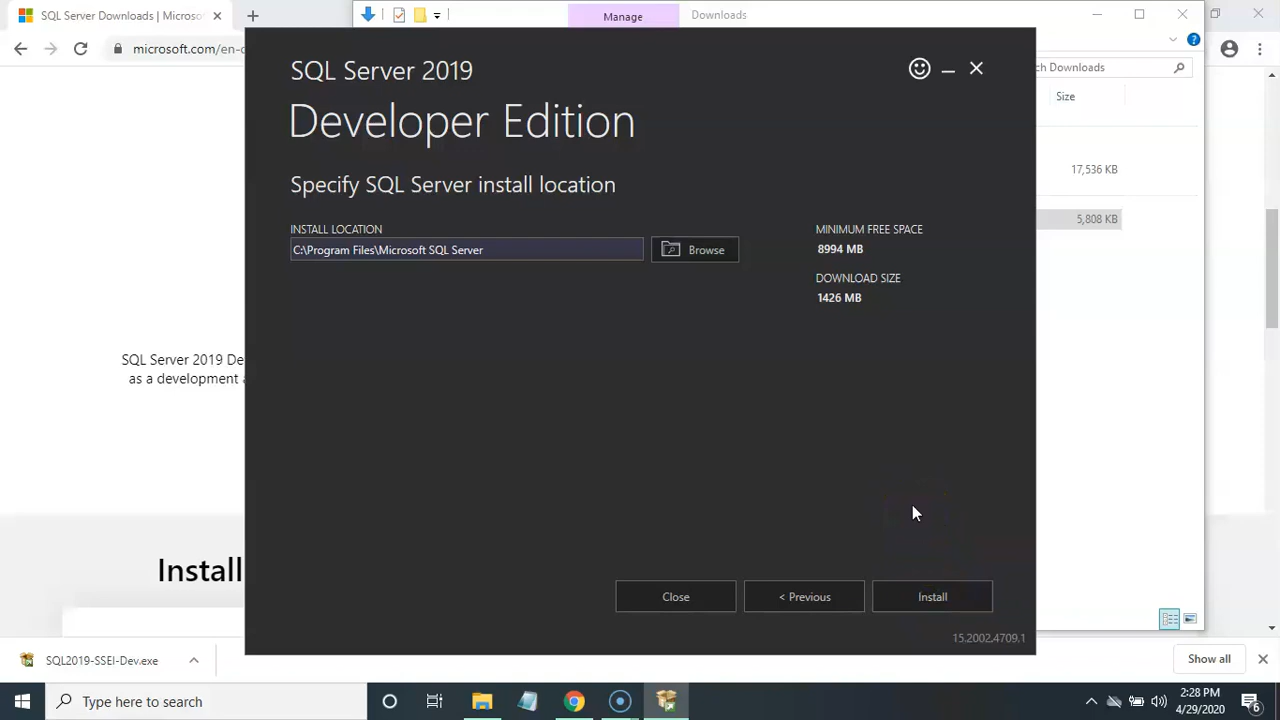 SQL Server Downloads | Microso
Manage
Downloads
microsoft.com/en-
ch Downloads
Size
17,536 KB
5,808 KB
SQL Server 2019
Developer Edition
Specify SQL Server install location
INSTALL LOCATION
C:\Program Files\Microsoft SQL Server
Browse
MINIMUM FREE SPACE
8994 MB
DOWNLOAD SIZE
1426 MB
SQL Server 2019 De
as a development
Install
Close
< Previous
Install
15.2002.4709.1
SQL2019-SSEI-Dev.exe
Show all
Type here to search
2:28 PM
4/29/2020
6